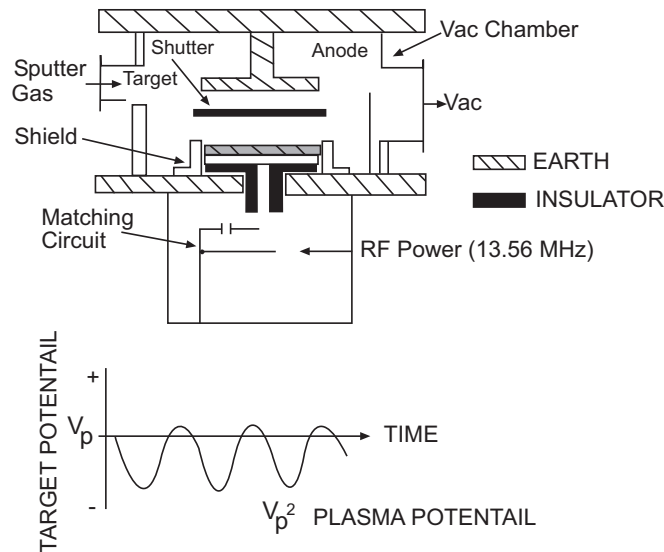 Vac Chamber
Shutter
Anode
Sputter
Gas
Target
Vac
Shield
EARTH
INSULATOR
Matching
Circuit
RF Power (13.56 MHz)
TARGET POTENTAIL
+
Vp
-
TIME
Vp2 PLASMA POTENTAIL